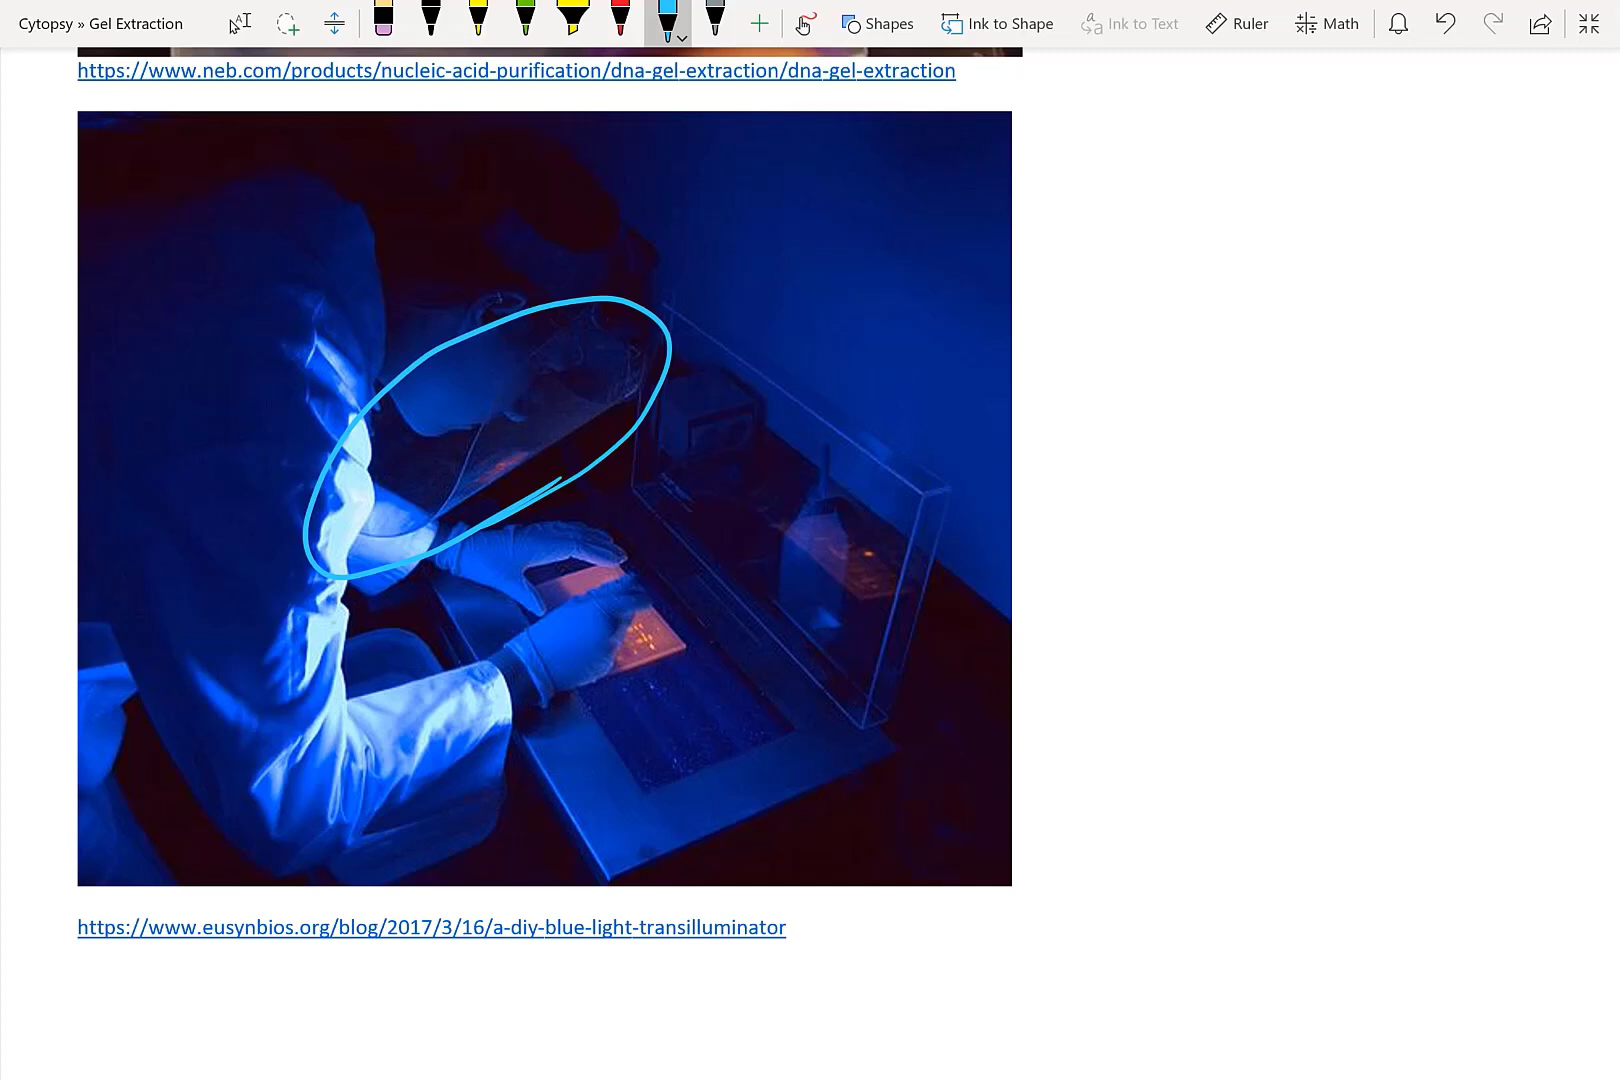 Cytopsy » Gel Extraction
Shapes
Ink to Shape
Ink to Text
Ruler
Math
https://www.neb.com/products/nucleic-acid-purification/dna-gel-extraction/dna-gel-extraction
https://www.eusynbios.org/blog/2017/3/16/a-diy-blue-light-transilluminator